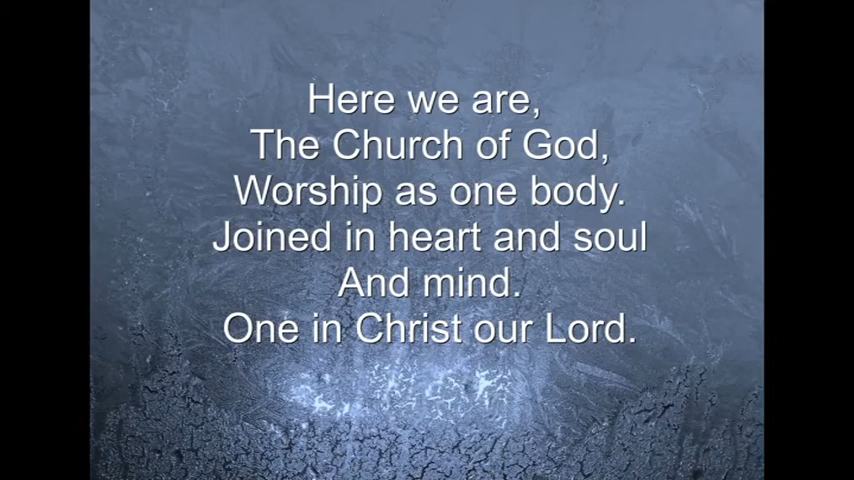 Here we are,
The Church of God,
Worship as one body.
Joined in heart and soul
And mind.
One in Christ our Lord.